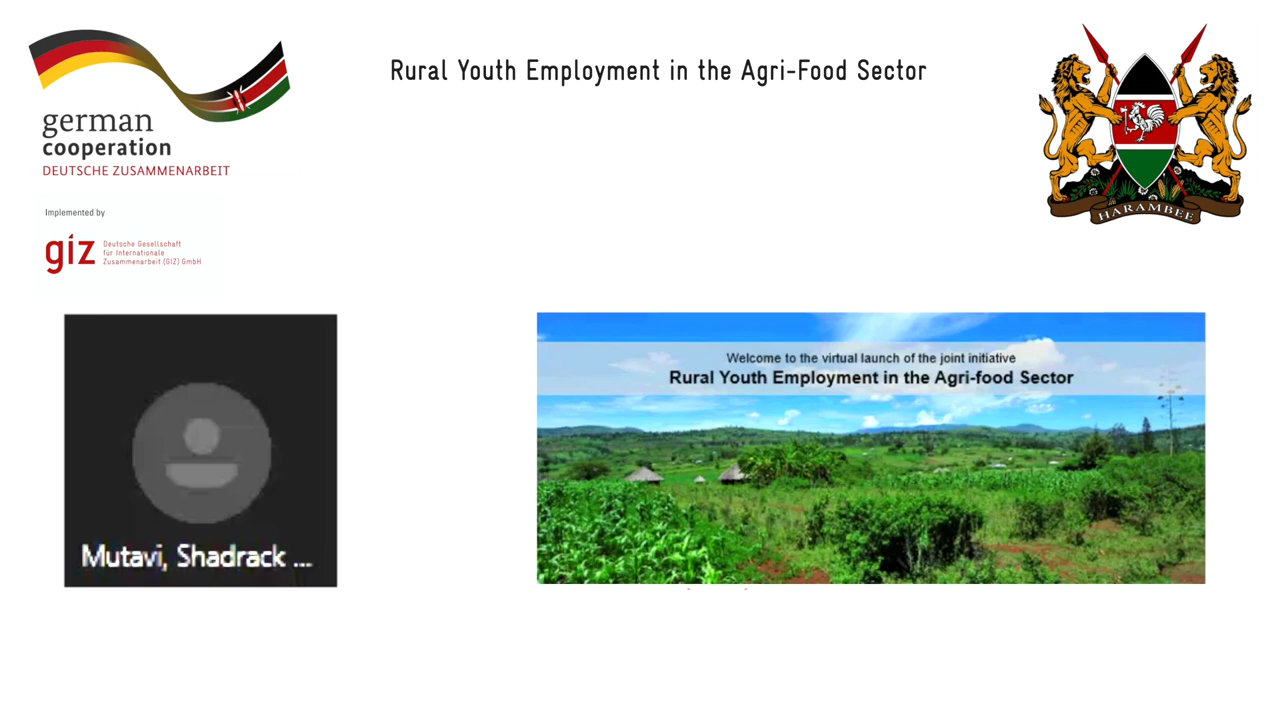 Rural Youth Employment in the Agri-Food Sector
german
cooperation
DEUTSCHE ZUSAMMENARBEIT
HARAMBEE
Implemented by
giz
Deutsche Gesellschaft
für Internationale
Zusammenarbeit (GIZ) GmbH
Welcome to the virtual launch of the joint initiative
Rural Youth Employment in the Agri-food Sector
Mutavi, Shadrack ...